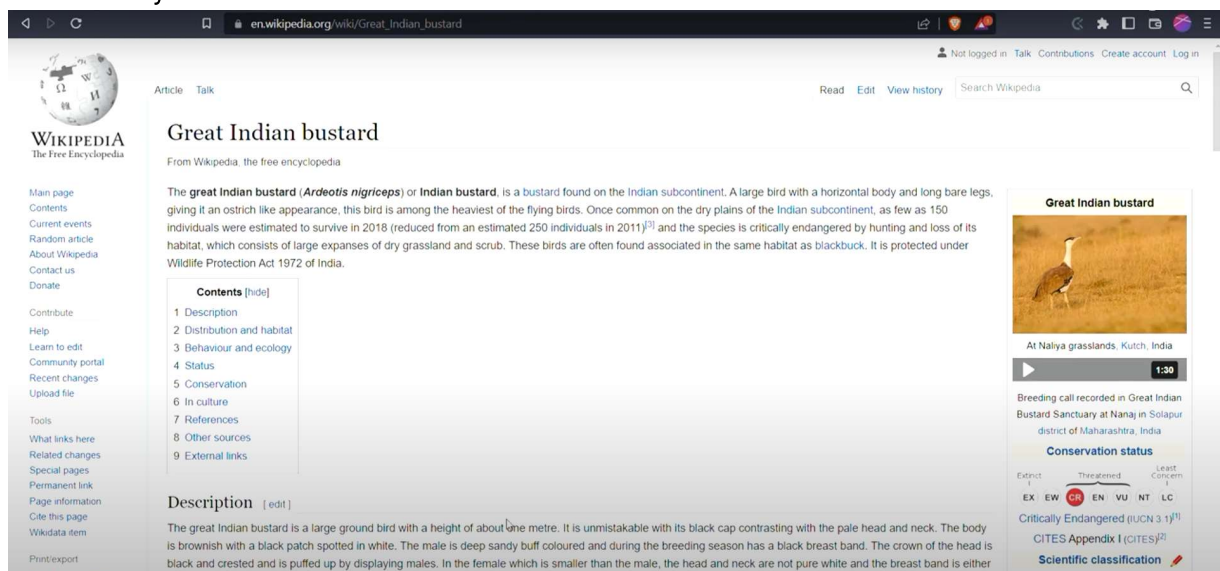 en.wikipedia.org/wiki/Great_Indian_bustard
Not logged in Talk Contributions Create account Log in
Article Talk
Read Edit View history Search Wikipedia
WIKIPEDIA
The Free Encyclopedia
Main page
Contents
Current events
Random article
About Wikipedia
Contact us
Donate
Contribute
Help
Learn to edit
Community portal
Recent changes
Upload file
Tools
What links here
Related changes
Special pages
Permanent link
Page information
Cite this page
Wikidata item
Print/export
Great Indian bustard
From Wikipedia, the free encyclopedia
The great Indian bustard (Ardeotis nigriceps) or Indian bustard, is a bustard found on the Indian subcontinent. A large bird with a horizontal body and long bare legs,
giving it an ostrich like appearance, this bird is among the heaviest of the flying birds. Once common on the dry plains of the Indian subcontinent, as few as 150
individuals were estimated to survive in 2018 (reduced from an estimated 250 individuals in 2011)[3] and the species is critically endangered by hunting and loss of its
habitat, which consists of large expanses of dry grassland and scrub. These birds are often found associated in the same habitat as blackbuck. It is protected under
Wildlife Protection Act 1972 of India.
Contents [hide]
1 Description
2 Distribution and habitat
3 Behaviour and ecology
4 Status
5 Conservation
6 In culture
7 References
8 Other sources
9 External links
Description [ edit ]
The great Indian bustard is a large ground bird with a height of about one metre. It is unmistakable with its black cap contrasting with the pale head and neck. The body
is brownish with a black patch spotted in white. The male is deep sandy buff coloured and during the breeding season has a black breast band. The crown of the head is
black and crested and is puffed up by displaying males. In the female which is smaller than the male, the head and neck are not pure white and the breast band is either
Great Indian bustard
At Naliya grasslands, Kutch, India
1:30
Breeding call recorded in Great Indian
Bustard Sanctuary at Nanaj in Solapur
district of Maharashtra, India
Conservation status
Extinct Threatened Least Concern
EX EW CR EN VU NT LC
Critically Endangered (IUCN 3.1)[1]
CITES Appendix I (CITES)[2]
Scientific classification